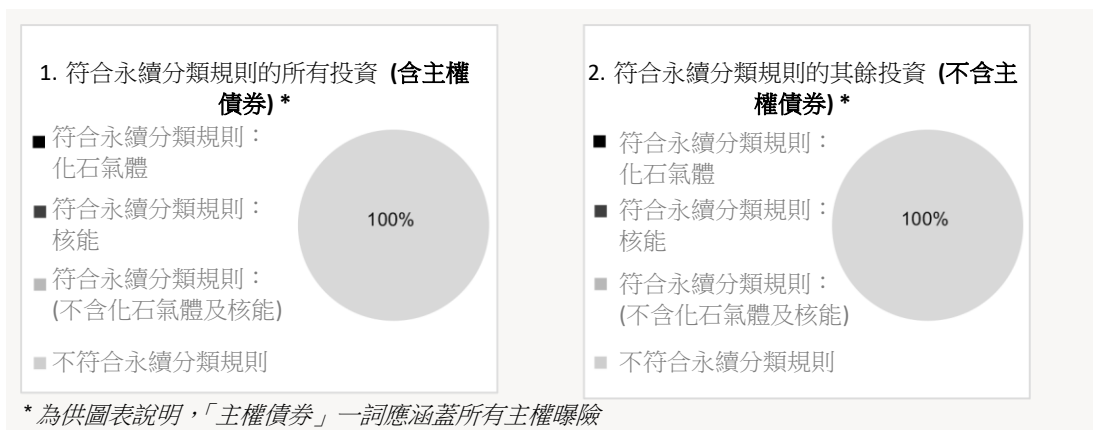 1. 符合永續分類規則的所有投資 (含主權
債券) *
■ 符合永續分類規則：
化石氣體
■ 符合永續分類規則：
核能
■ 符合永續分類規則：
(不含化石氣體及核能)
■ 不符合永續分類規則
100%
2. 符合永續分類規則的其餘投資 (不含主
權債券) *
■ 符合永續分類規則：
化石氣體
■ 符合永續分類規則：
核能
■ 符合永續分類規則：
(不含化石氣體及核能)
■ 不符合永續分類規則
100%
* 為供圖表說明，「主權債券」一詞應涵蓋所有主權曝險